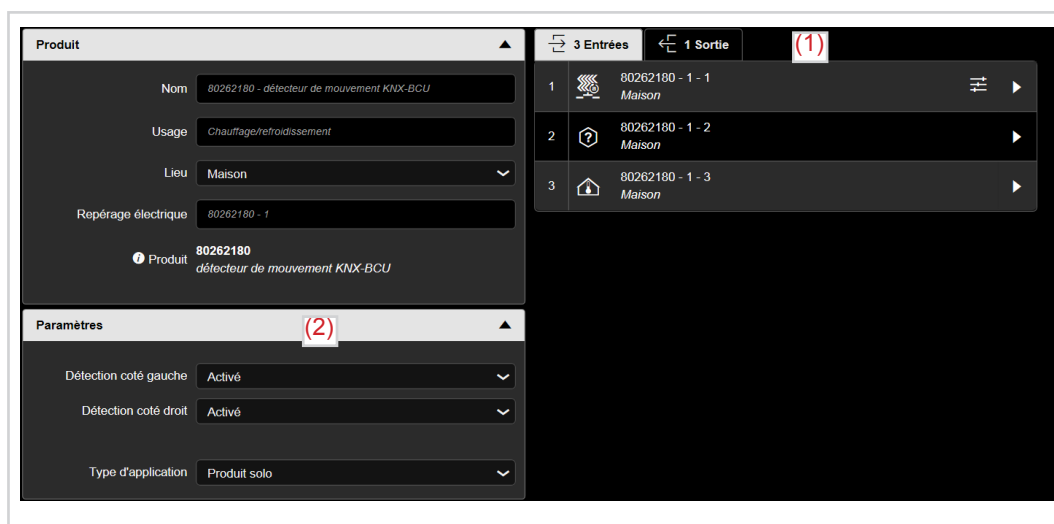 Produit
Nom
80262180 - détecteur de mouvement KNX-BCU
Usage
Chauffage/refroidissement
Lieu
Maison
Repérage électrique
80262180 - 1
Produit
80262180
détecteur de mouvement KNX-BCU
Paramètres
(2)
Détection coté gauche
Activé
Détection coté droit
Activé
Type d'application
Produit solo
3 Entrées
1 Sortie
(1)
1
80262180 - 1 - 1
Maison
2
80262180 - 1 - 2
Maison
3
80262180 - 1 - 3
Maison